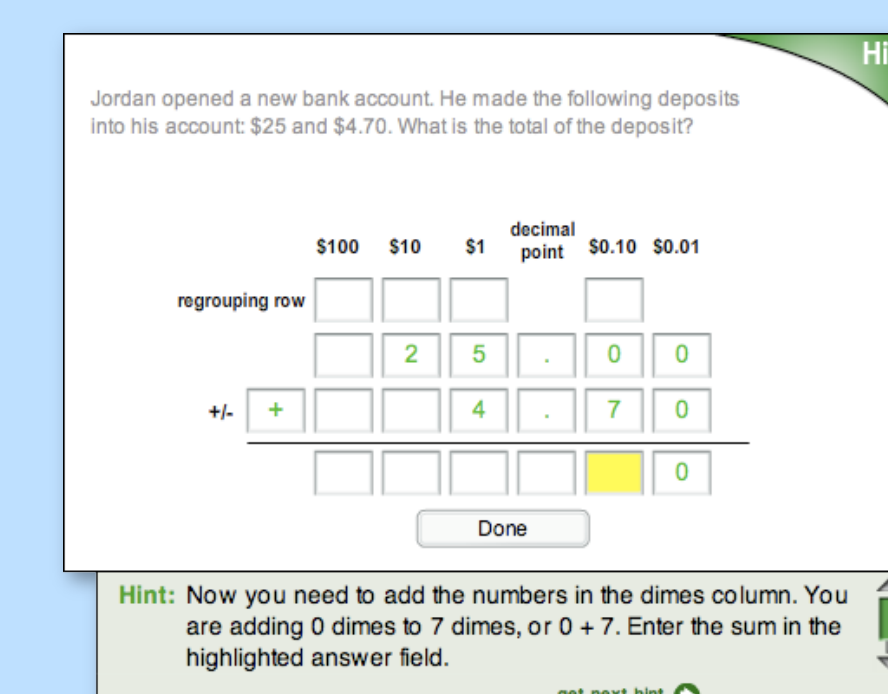 Hi
Jordan opened a new bank account. He made the following deposits
into his account: $25 and $4.70. What is the total of the deposit?
decimal
$100 $10 $1 point $0.10 $0.01
regrouping row
2 5 . 0 0
+/- + 4 . 7 0
0
Done
Hint: Now you need to add the numbers in the dimes column. You
are adding 0 dimes to 7 dimes, or 0 + 7. Enter the sum in the
highlighted answer field.
get next hint